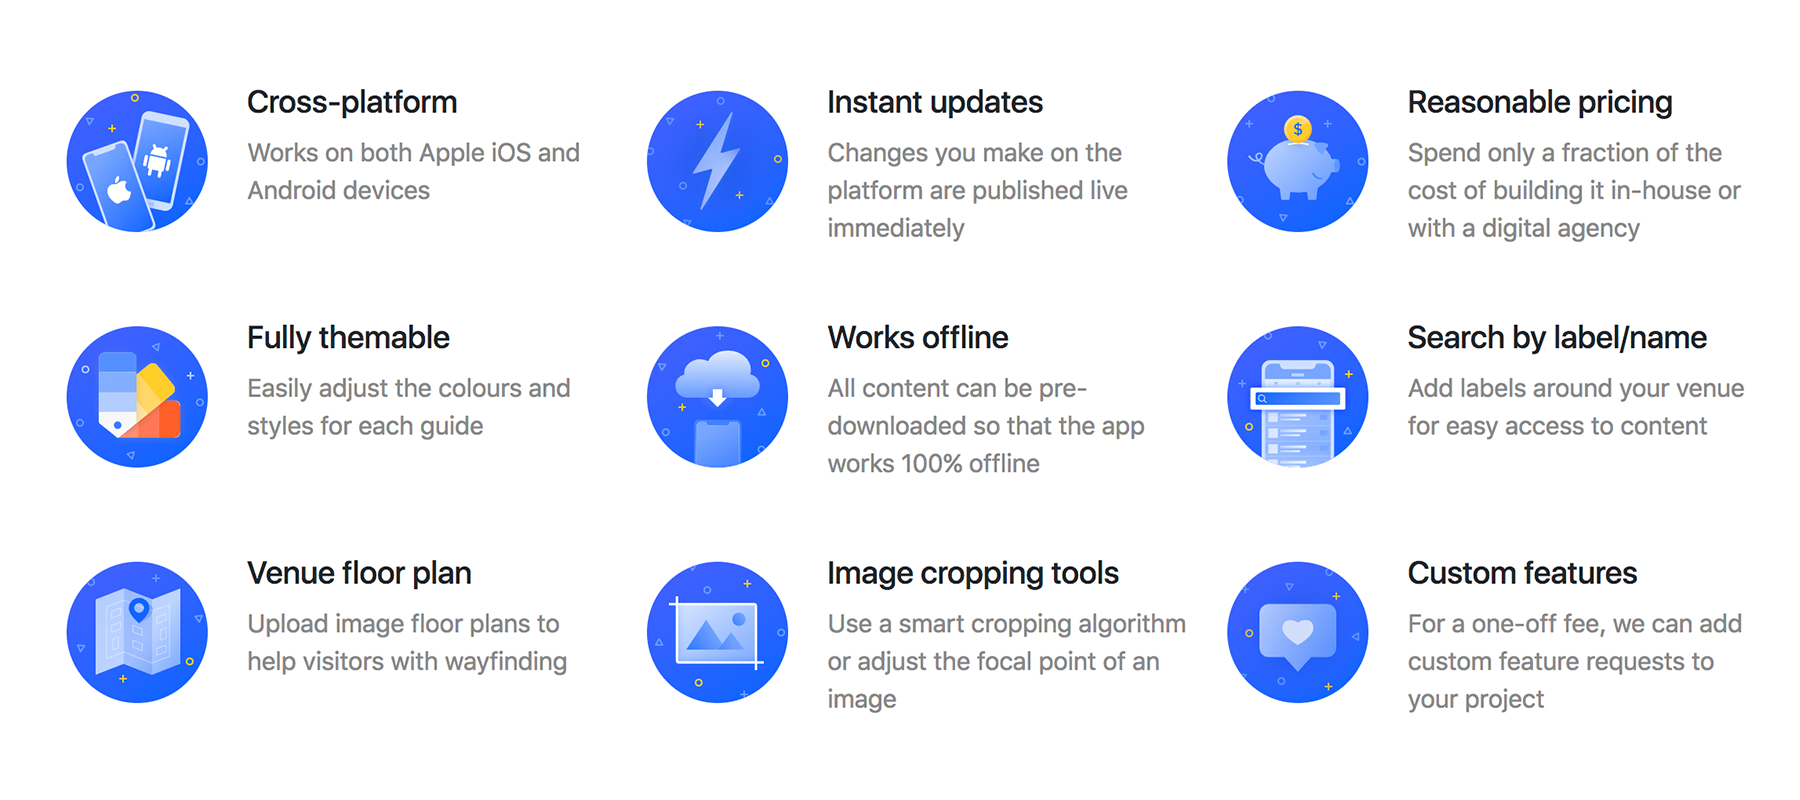 Cross-platform
Works on both Apple iOS and
Android devices
Instant updates
Changes you make on the
platform are published live
immediately
Reasonable pricing
$
Spend only a fraction of the
cost of building it in-house or
with a digital agency
Fully themable
Easily adjust the colours and
styles for each guide
Works offline
All content can be pre-
downloaded so that the app
works 100% offline
Search by label/name
Add labels around your venue
for easy access to content
Venue floor plan
Upload image floor plans to
help visitors with wayfinding
Image cropping tools
Use a smart cropping algorithm
or adjust the focal point of an
image
Custom features
For a one-off fee, we can add
custom feature requests to
your project